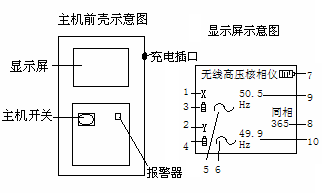 主机前壳示意图
显示屏
充电插口
主机开关
报警器
显示屏示意图
无线高压核相仪
1 X 50.5 Hz
3
2 Y 同相 365
4 49.9 Hz
5 6
7
9
8
10